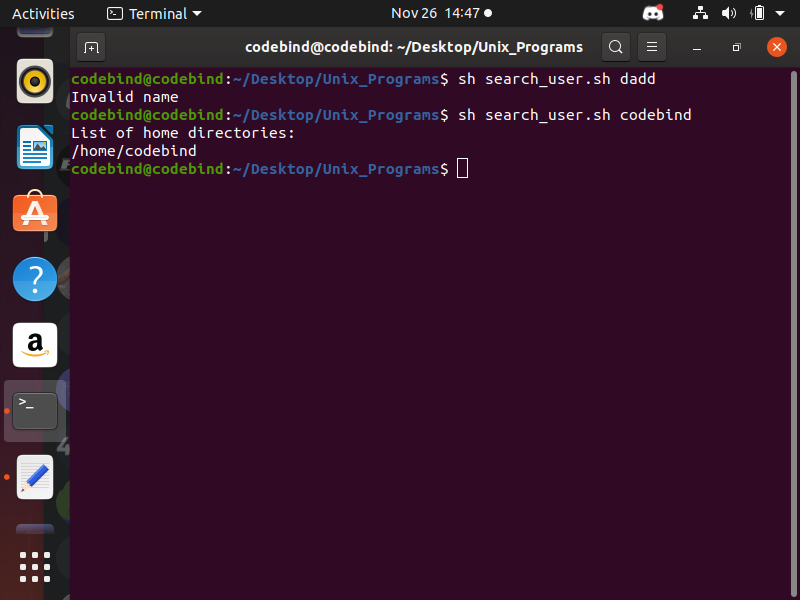 Activities
Terminal
Nov 26 14:47
codebind@codebind: ~/Desktop/Unix_Programs
codebind@codebind:~/Desktop/Unix_Programs$ sh search_user.sh dadd
Invalid name
codebind@codebind:~/Desktop/Unix_Programs$ sh search_user.sh codebind
List of home directories:
/home/codebind
codebind@codebind:~/Desktop/Unix_Programs$
A
?
a
>_